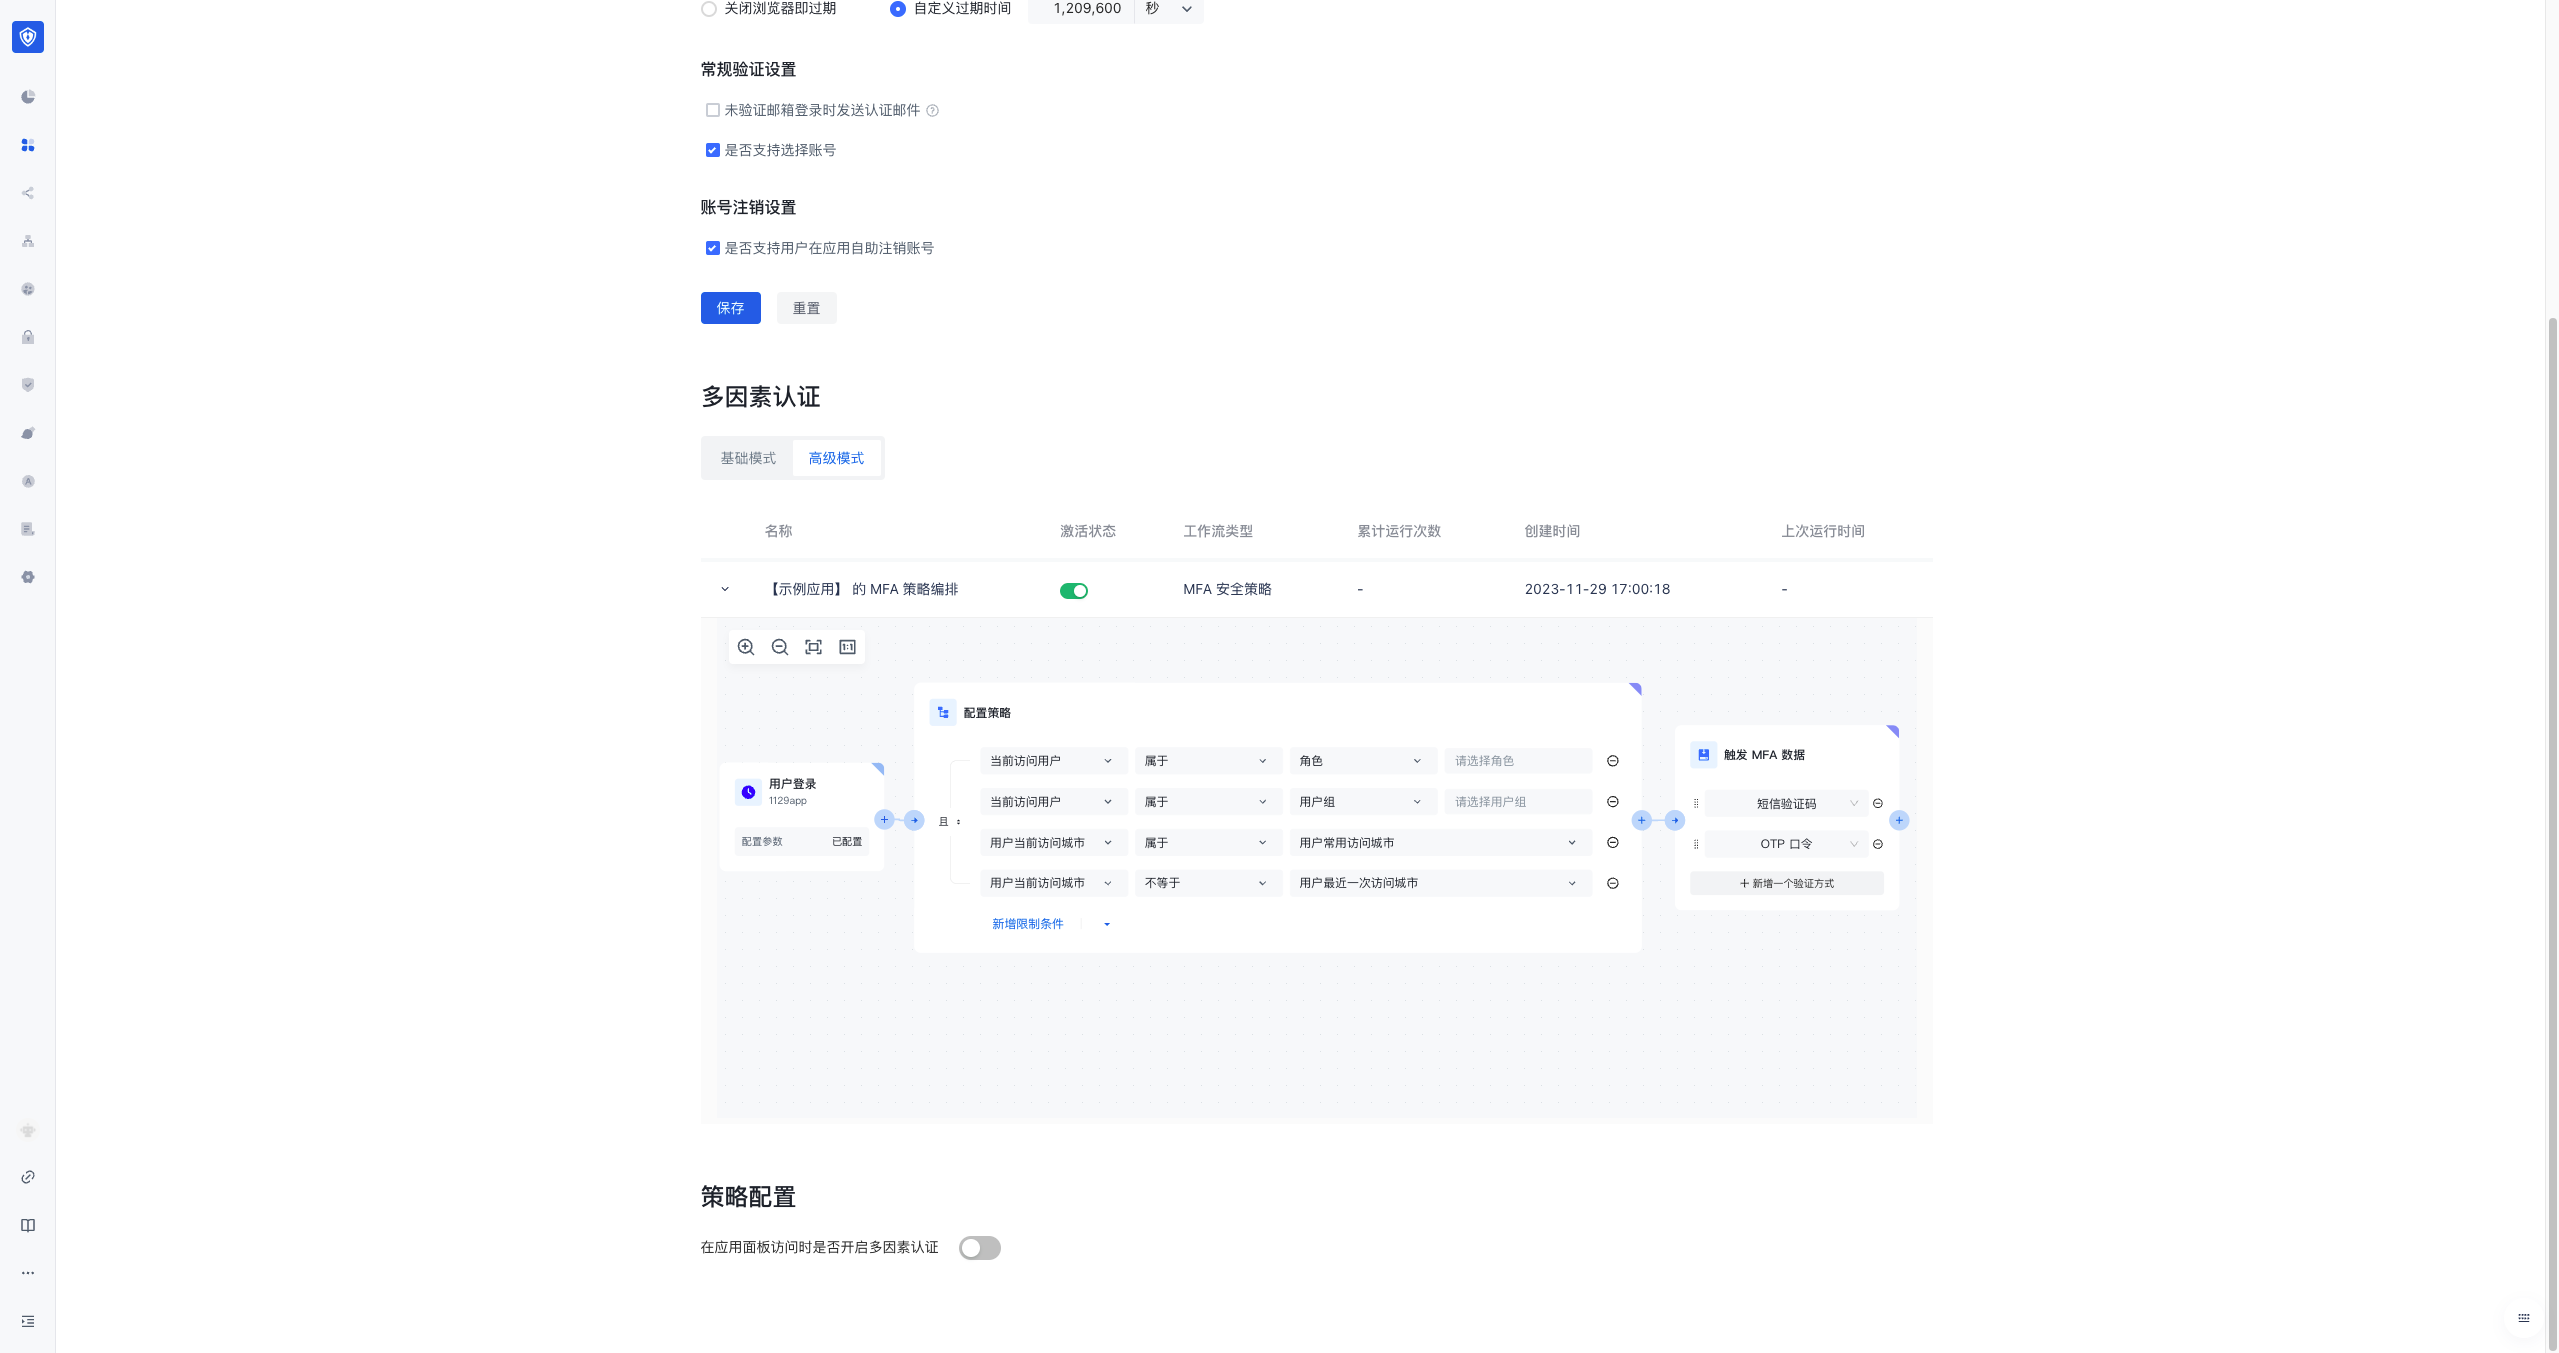 关闭浏览器即过期 自定义过期时间 1,209,600 秒
常规验证设置
未验证邮箱登录时发送认证邮件
是否支持选择账号
账号注销设置
是否支持用户在应用自助注销账号
保存 重置
多因素认证
基础模式 高级模式
名称 激活状态 工作流类型 累计运行次数 创建时间 上次运行时间
【示例应用】 的 MFA 策略编排 MFA 安全策略 - 2023-11-29 17:00:18 -
1:1
用户登录
1129app
配置参数 已配置
配置策略
且
当前访问用户 属于 角色 请选择角色
当前访问用户 属于 用户组 请选择用户组
用户当前访问城市 属于 用户常用访问城市
用户当前访问城市 不等于 用户最近一次访问城市
新增限制条件
触发 MFA 数据
短信验证码
OTP 口令
+ 新增一个验证方式
策略配置
在应用面板访问时是否开启多因素认证